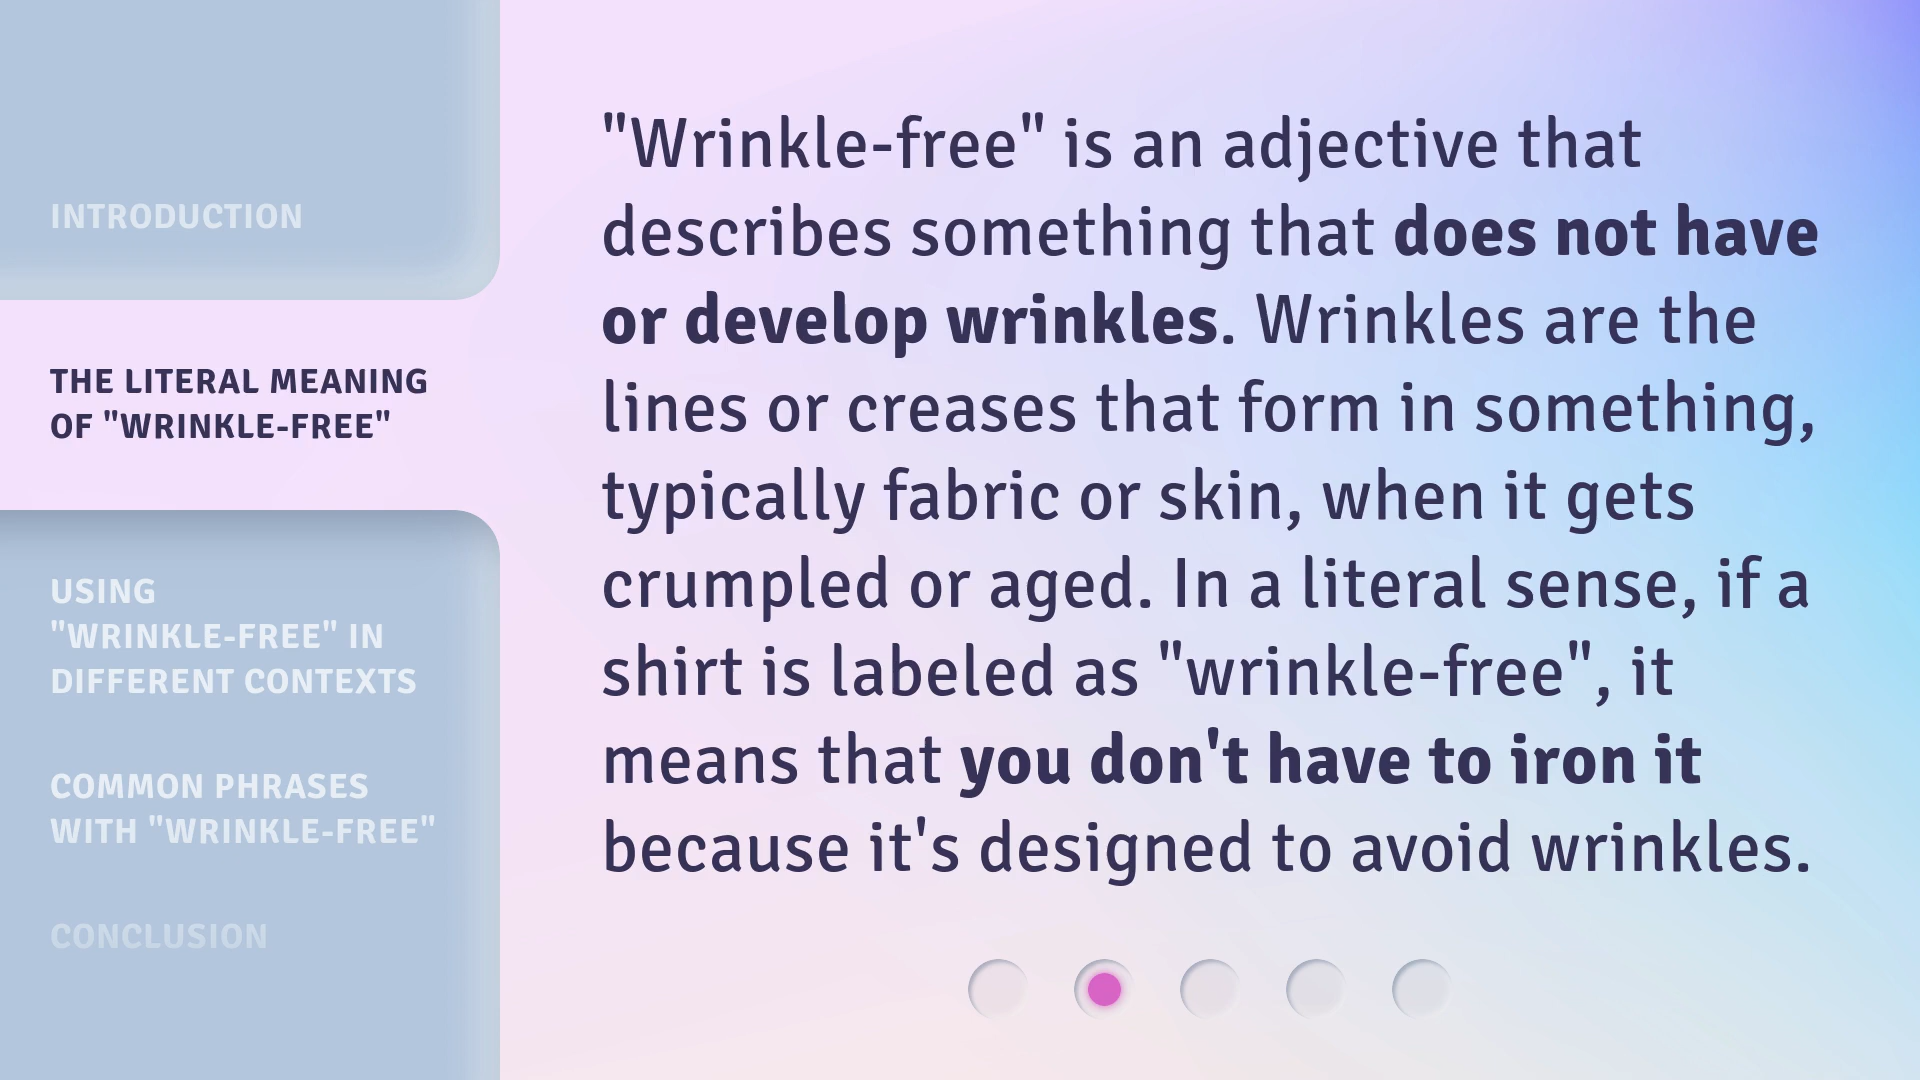 INTRODUCTION
THE LITERAL MEANING
OF "WRINKLE-FREE"
USING
"WRINKLE-FREE" IN
DIFFERENT CONTEXTS
COMMON PHRASES
WITH "WRINKLE-FREE"
CONCLUSION
"Wrinkle-free" is an adjective that
describes something that does not have
or develop wrinkles. Wrinkles are the
lines or creases that form in something,
typically fabric or skin, when it gets
crumpled or aged. In a literal sense, if a
shirt is labeled as "wrinkle-free", it
means that you don't have to iron it
because it's designed to avoid wrinkles.